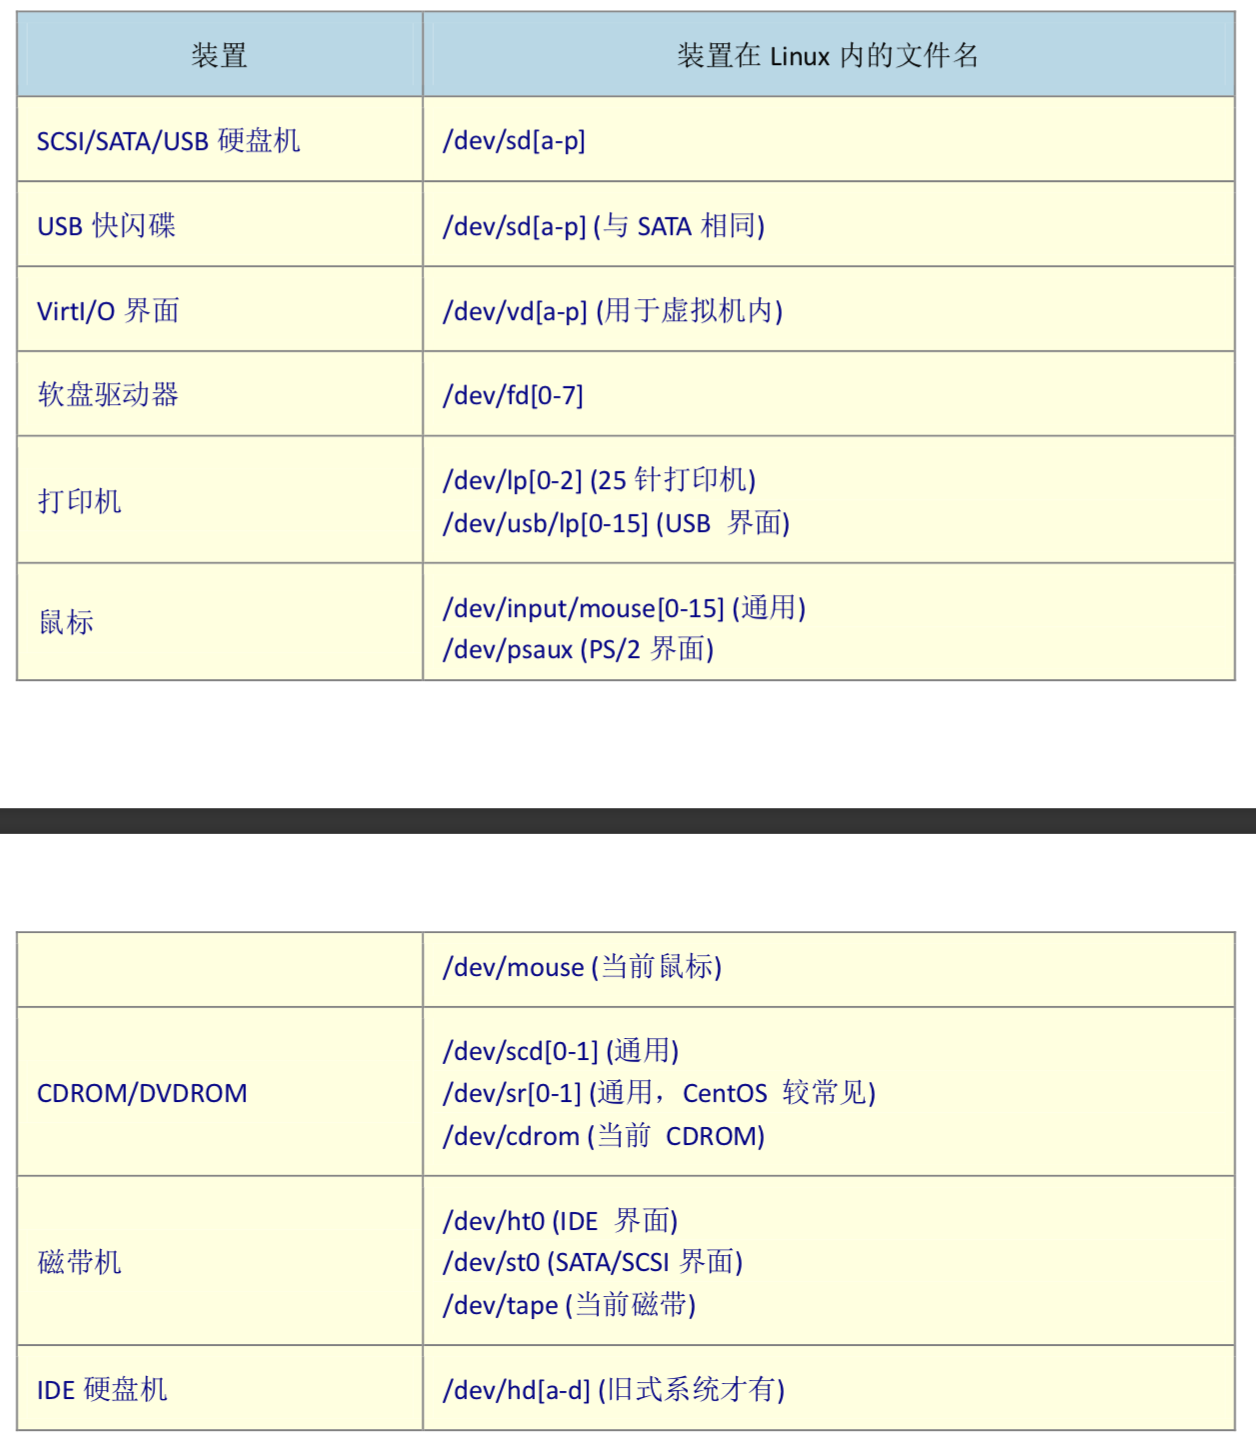 装置 装置在 Linux 内的文件名
SCSI/SATA/USB 硬盘机 /dev/sd[a-p]
USB 快闪碟 /dev/sd[a-p] (与 SATA 相同)
VirtI/O 界面 /dev/vd[a-p] (用于虚拟机内)
软盘驱动器 /dev/fd[0-7]
打印机
/dev/lp[0-2] (25 针打印机)
/dev/usb/lp[0-15] (USB 界面)
鼠标
/dev/input/mouse[0-15] (通用)
/dev/psaux (PS/2 界面)
/dev/mouse (当前鼠标)
CDROM/DVDROM
/dev/scd[0-1] (通用)
/dev/sr[0-1] (通用，CentOS 较常见)
/dev/cdrom (当前 CDROM)
磁带机
/dev/ht0 (IDE 界面)
/dev/st0 (SATA/SCSI 界面)
/dev/tape (当前磁带)
IDE 硬盘机 /dev/hd[a-d] (旧式系统才有)